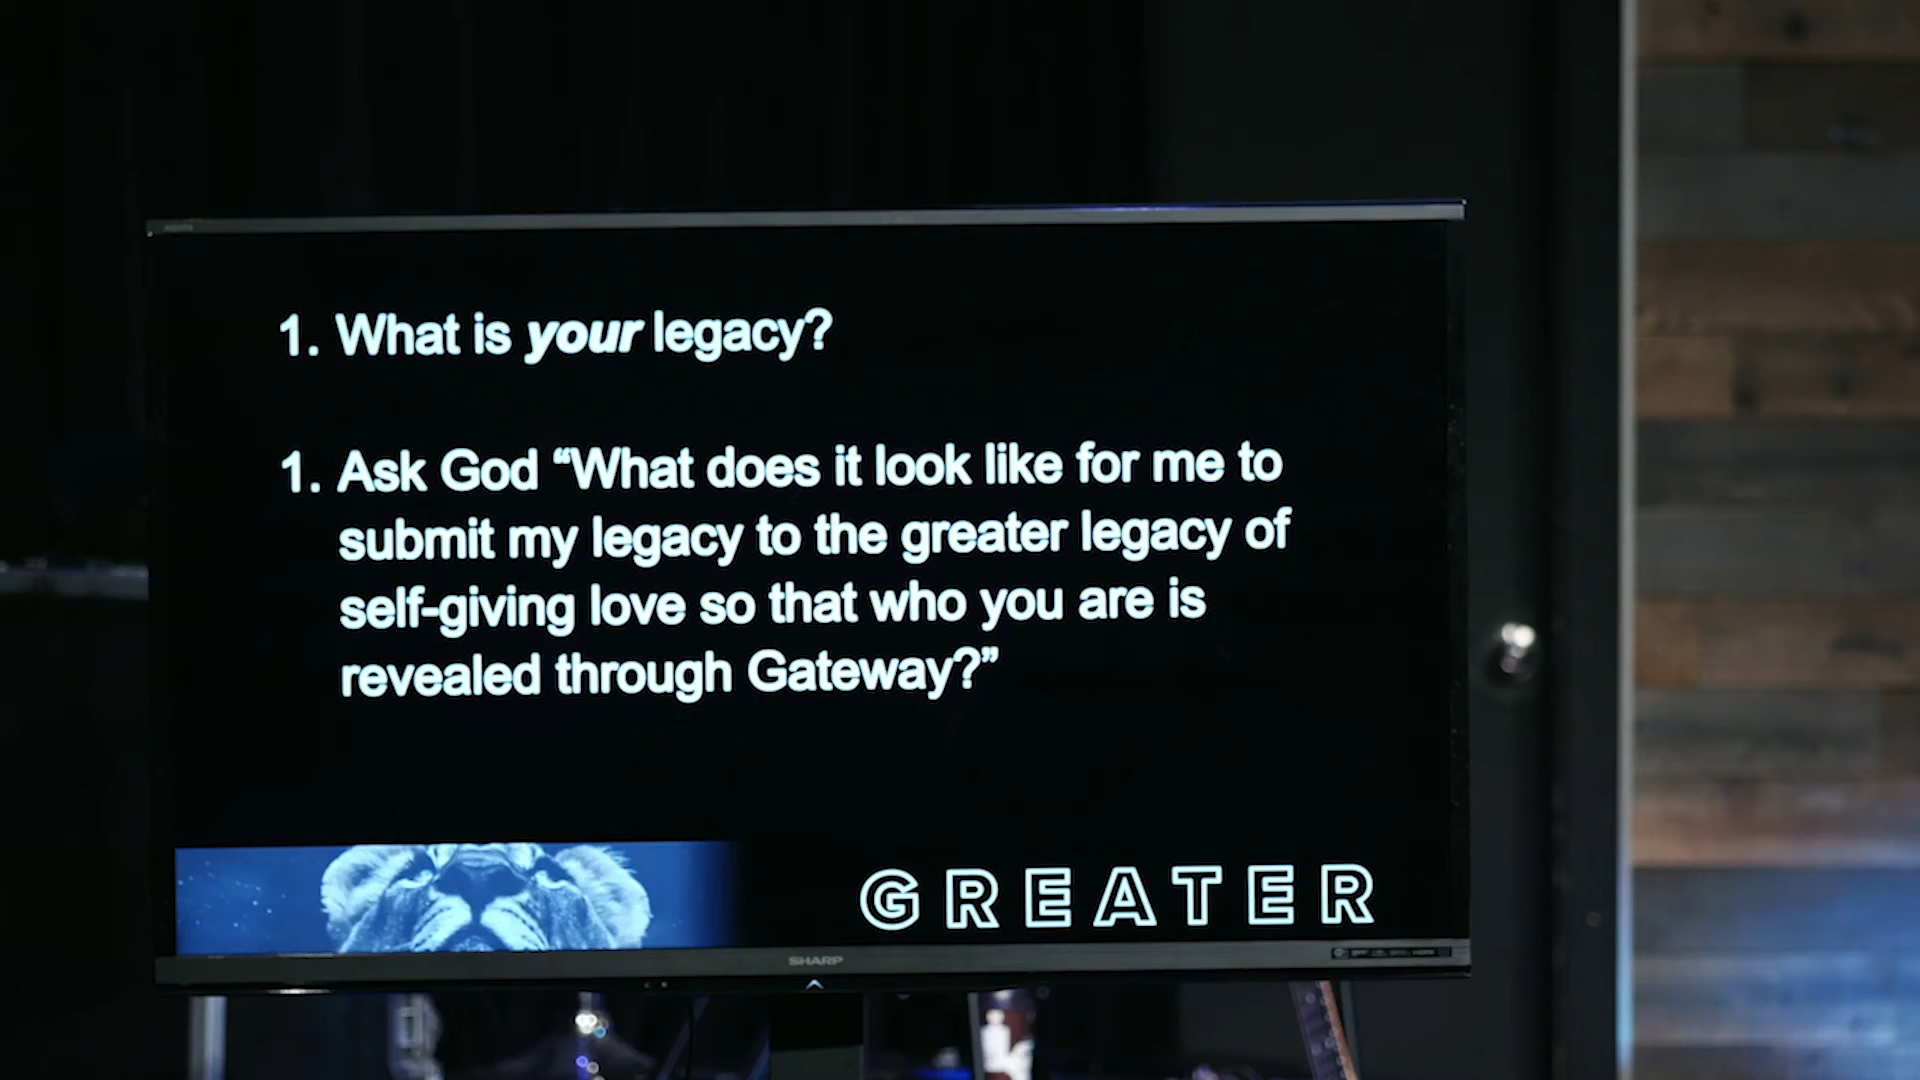 1. What is your legacy?
1. Ask God “What does it look like for me to
submit my legacy to the greater legacy of
self-giving love so that who you are is
revealed through Gateway?”
GREATER
SHARP